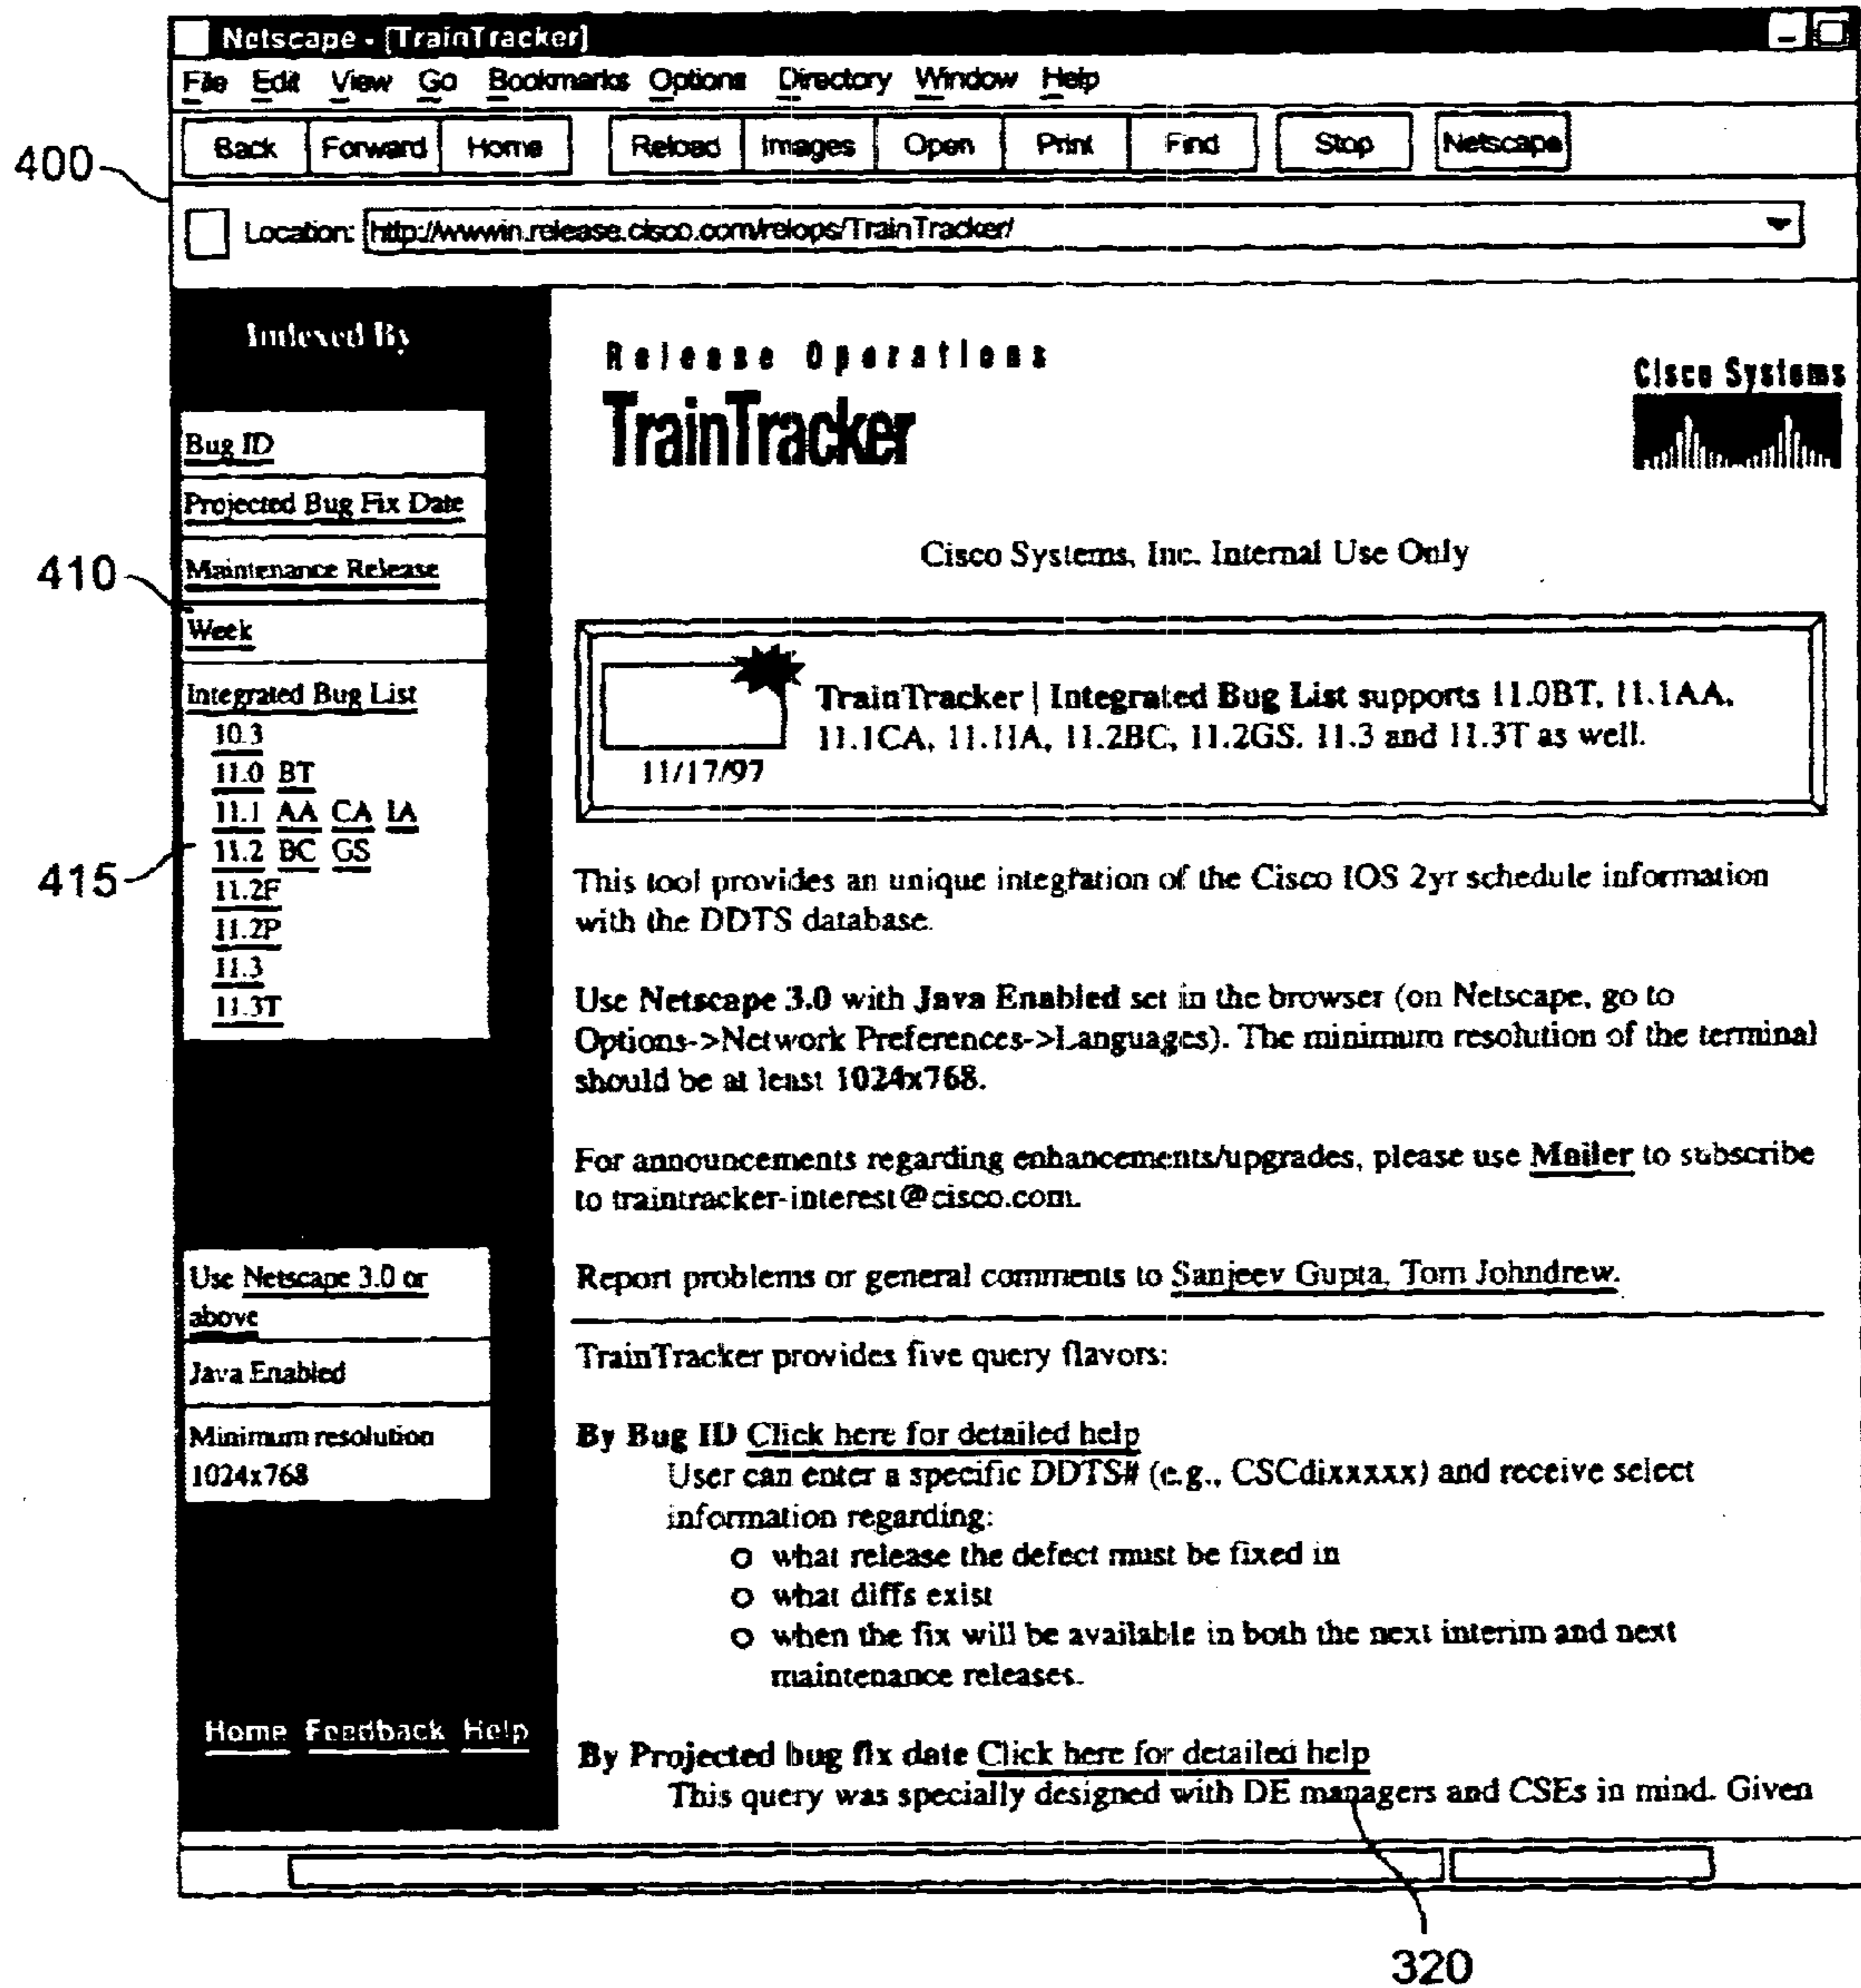 Netscape - [TrainTracker]
File Edit View Go Bookmarks Options Directory Window Help
Back Forward Home Reload Images Open Print Find Stop Netscape
400
Location: http://wwwin.release.cisco.com/relops/TrainTracker/
Indexed By
Bug ID
Projected Bug Fix Date
410
Maintenance Release
Week
Integrated Bug List
10.3
11.0 BT
11.1 AA CA IA
11.2 BC GS
415
11.2F
11.2P
11.3
11.3T
Use Netscape 3.0 or
above
Java Enabled
Minimum resolution
1024x768
Home Feedback Help
Release Operations
TrainTracker
Cisco Systems
Cisco Systems, Inc. Internal Use Only
TrainTracker | Integrated Bug List supports 11.0BT, 11.1AA,
11.1CA, 11.1IA, 11.2BC, 11.2GS. 11.3 and 11.3T as well.
11/17/97
This tool provides an unique integration of the Cisco IOS 2yr schedule information
with the DDTS database.
Use Netscape 3.0 with Java Enabled set in the browser (on Netscape, go to
Options->Network Preferences->Languages). The minimum resolution of the terminal
should be at least 1024x768.
For announcements regarding enhancements/upgrades, please use Mailer to subscribe
to traintracker-interest@cisco.com.
Report problems or general comments to Sanjeev Gupta, Tom Johndrew.
TrainTracker provides five query flavors:
By Bug ID Click here for detailed help
User can enter a specific DDTS# (e.g., CSCdixxxxx) and receive select
information regarding:
o what release the defect must be fixed in
o what diffs exist
o when the fix will be available in both the next interim and next
maintenance releases.
By Projected bug fix date Click here for detailed help
This query was specially designed with DE managers and CSEs in mind. Given
320